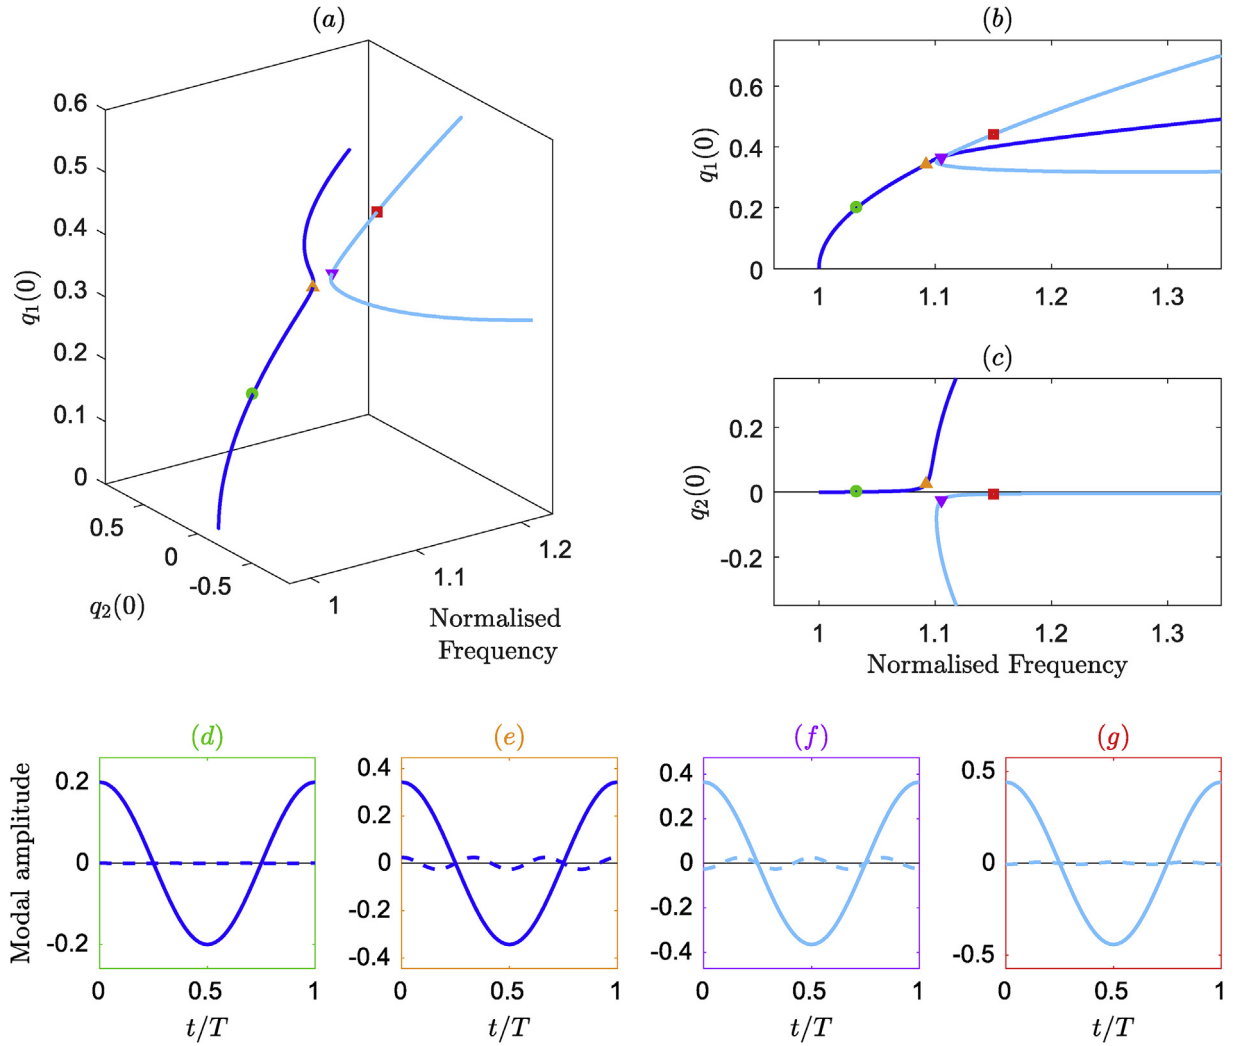 (a)
0.6
0.5
0.4
0.3
0.2
0.1
0
q1(0)
0.5
0
-0.5
q2(0)
1
1.1
1.2
Normalised
Frequency
(b)
0.6
0.4
0.2
0
q1(0)
1 1.1 1.2 1.3
(c)
0.2
0
-0.2
q2(0)
1 1.1 1.2 1.3
Normalised Frequency
(d)
Modal amplitude
0.2
0
-0.2
0 0.5 1
t/T
(e)
0.4
0.2
0
-0.2
-0.4
0 0.5 1
t/T
(f)
0.4
0.2
0
-0.2
-0.4
0 0.5 1
t/T
(g)
0.5
0
-0.5
0 0.5 1
t/T